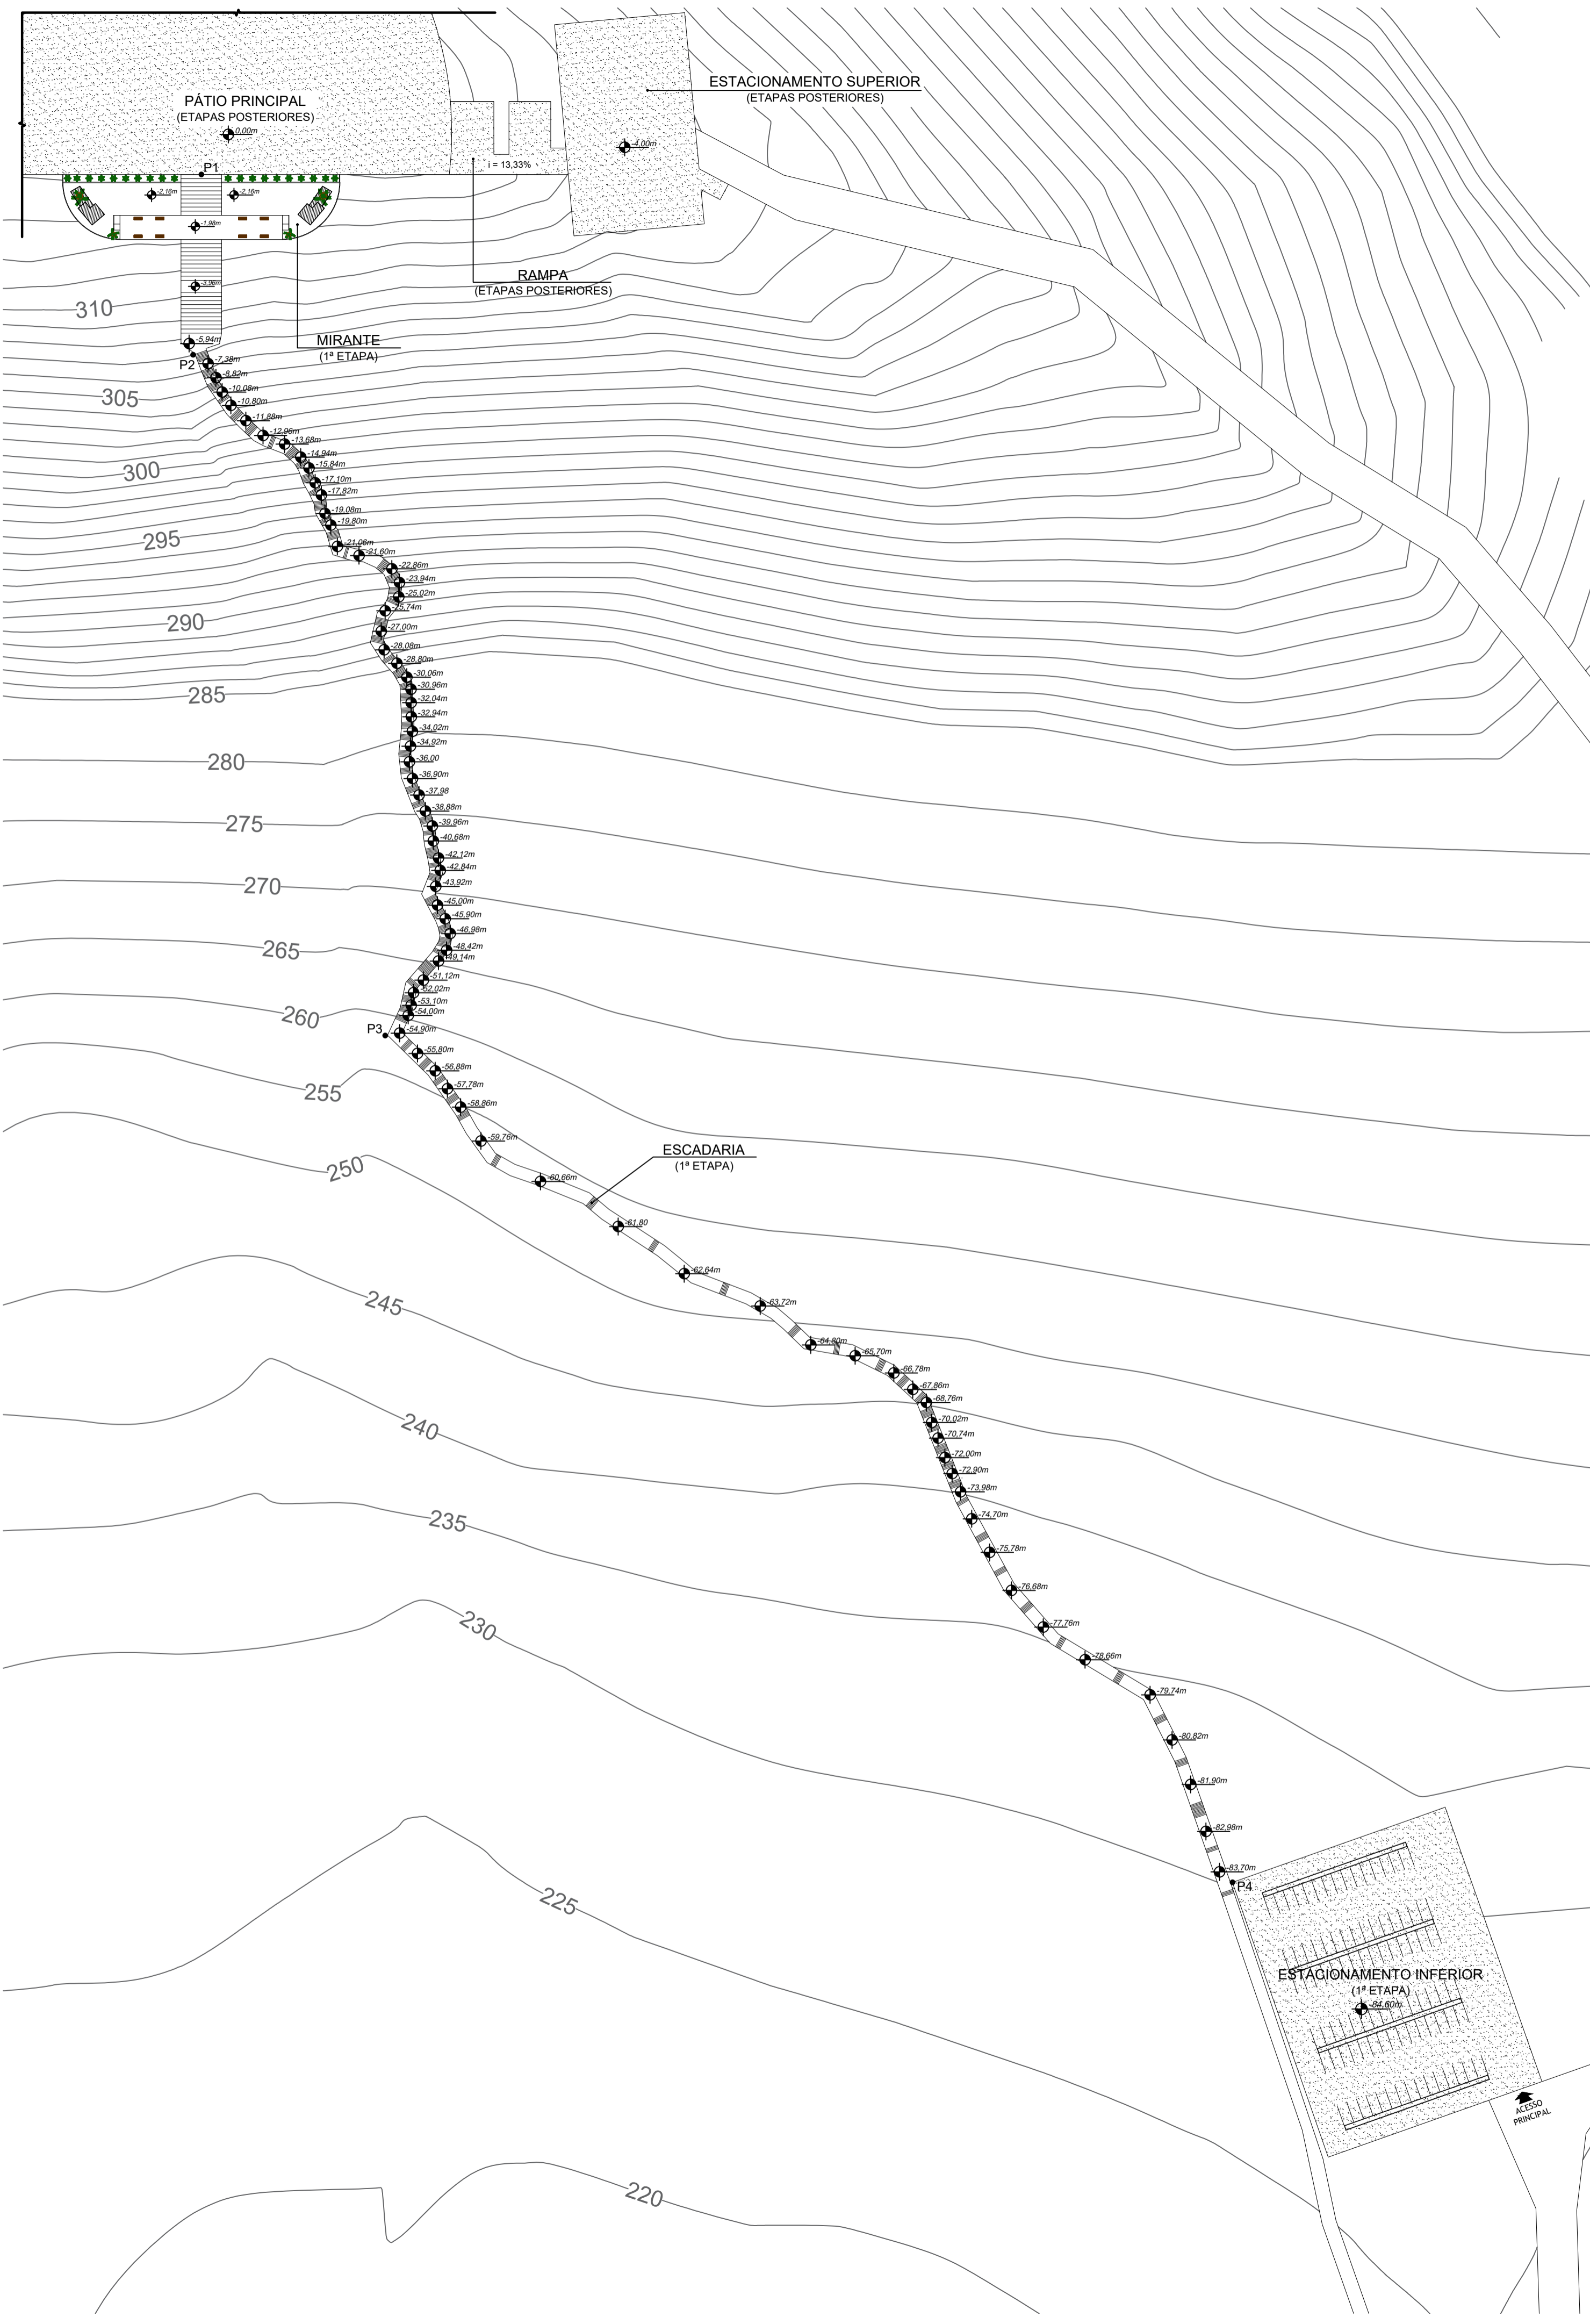 ESTACIONAMENTO SUPERIOR
(ETAPAS POSTERIORES)
PÁTIO PRINCIPAL
(ETAPAS POSTERIORES)
0,00m
-4,00m
P1
i = 13,33%
-2,16m
-2,16m
-1,98m
RAMPA
(ETAPAS POSTERIORES)
-3,96m
310
MIRANTE
(1ª ETAPA)
-5,94m
P2
-7,38m
-8,82m
305
-10,08m
-10,80m
-11,88m
-12,96m
-13,68m
-14,94m
300
-15,84m
-17,10m
-17,82m
-19,08m
-19,80m
295
-21,06m
-21,60m
-22,86m
-23,94m
-25,02m
-25,74m
290
-27,00m
-28,08m
-28,80m
-30,06m
-30,96m
285
-32,04m
-32,94m
-34,02m
-34,92m
280
-36,00
-36,90m
-37,98
-38,88m
275
-39,96m
-40,68m
-42,12m
-42,84m
270
-43,92m
-45,00m
-45,90m
-46,98m
265
-48,42m
-49,14m
-51,12m
-52,02m
-53,10m
260
-54,00m
P3
-54,90m
-55,80m
-56,88m
-57,78m
255
-58,86m
-59,76m
ESCADARIA
(1ª ETAPA)
250
-60,66m
-61,80
-62,64m
245
-63,72m
-64,80m
-65,70m
-66,78m
-67,86m
-68,76m
240
-70,02m
-70,74m
-72,00m
-72,90m
-73,98m
235
-74,70m
-75,78m
-76,68m
230
-77,76m
-78,66m
-79,74m
-80,82m
-81,90m
-82,98m
-83,70m
P4
225
ESTACIONAMENTO INFERIOR
(1ª ETAPA)
-84,60m
ACESSO
PRINCIPAL
220